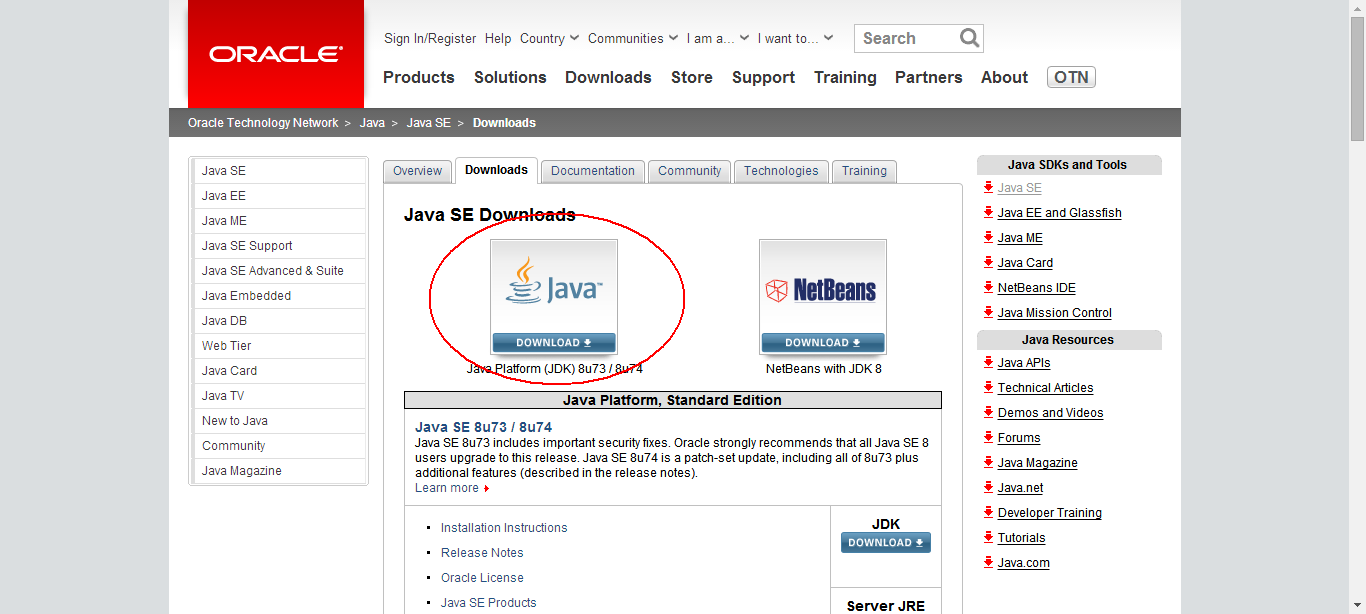 ORACLE
Sign In/Register Help Country Communities I am a... I want to... Search
Products Solutions Downloads Store Support Training Partners About OTN
Oracle Technology Network > Java > Java SE > Downloads
Java SE
Java EE
Java ME
Java SE Support
Java SE Advanced & Suite
Java Embedded
Java DB
Web Tier
Java Card
Java TV
New to Java
Community
Java Magazine
Overview Downloads Documentation Community Technologies Training
Java SE Downloads
Java™
DOWNLOAD
Java Platform (JDK) 8u73 / 8u74
NetBeans
DOWNLOAD
NetBeans with JDK 8
Java Platform, Standard Edition
Java SE 8u73 / 8u74
Java SE 8u73 includes important security fixes. Oracle strongly recommends that all Java SE 8
users upgrade to this release. Java SE 8u74 is a patch-set update, including all of 8u73 plus
additional features (described in the release notes).
Learn more
Installation Instructions
Release Notes
Oracle License
Java SE Products
JDK
DOWNLOAD
Server JRE
Java SDKs and Tools
Java SE
Java EE and Glassfish
Java ME
Java Card
NetBeans IDE
Java Mission Control
Java Resources
Java APIs
Technical Articles
Demos and Videos
Forums
Java Magazine
Java.net
Developer Training
Tutorials
Java.com